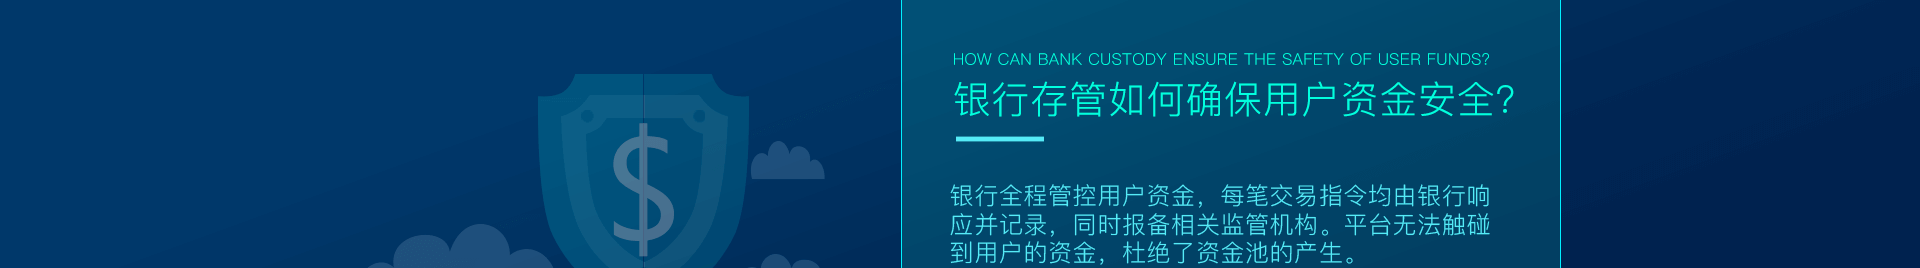 HOW CAN BANK CUSTODY ENSURE THE SAFETY OF USER FUNDS?
银行存管如何确保用户资金安全?
$
银行全程管控用户资金，每笔交易指令均由银行响
应并记录，同时报备相关监管机构。平台无法触碰
到用户的资金，杜绝了资金池的产生。